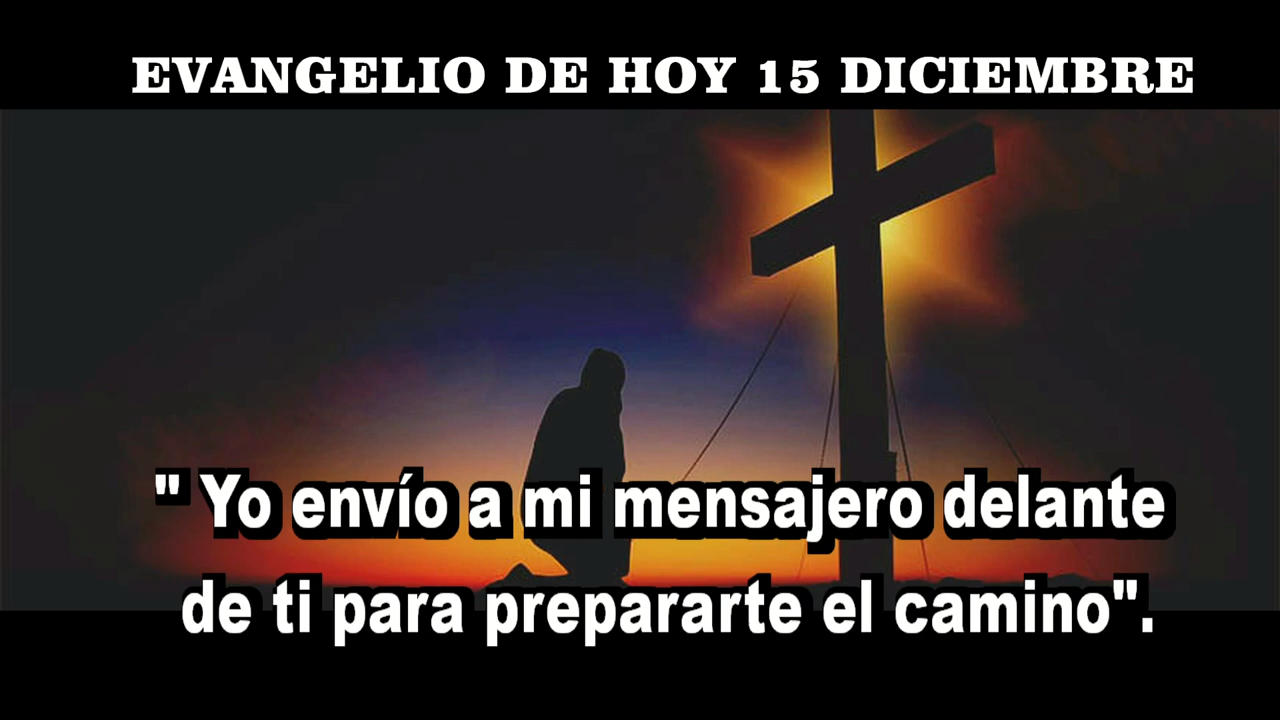 EVANGELIO DE HOY 15 DICIEMBRE
" Yo envío a mi mensajero delante
de ti para prepararte el camino".